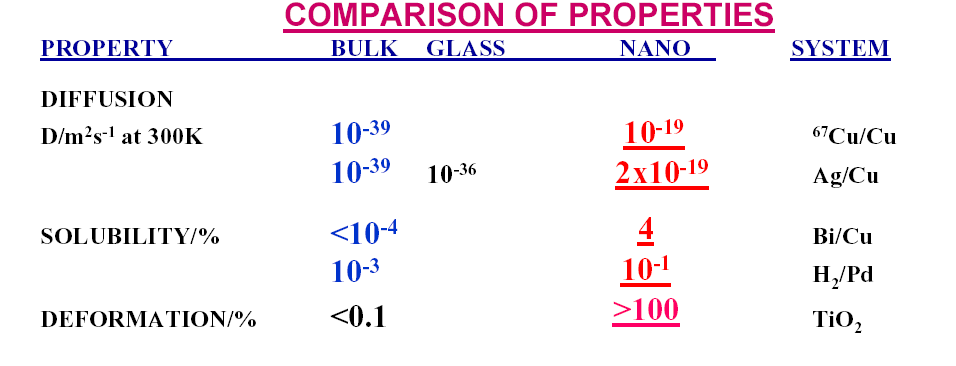 COMPARISON OF PROPERTIES
PROPERTY BULK GLASS NANO SYSTEM
DIFFUSION
D/m²s⁻¹ at 300K 10⁻³⁹ 10⁻¹⁹ ⁶⁷Cu/Cu
10⁻³⁹ 10⁻³⁶ 2x10⁻¹⁹ Ag/Cu
SOLUBILITY/% <10⁻⁴ 4 Bi/Cu
10⁻³ 10⁻¹ H₂/Pd
DEFORMATION/% <0.1 >100 TiO₂